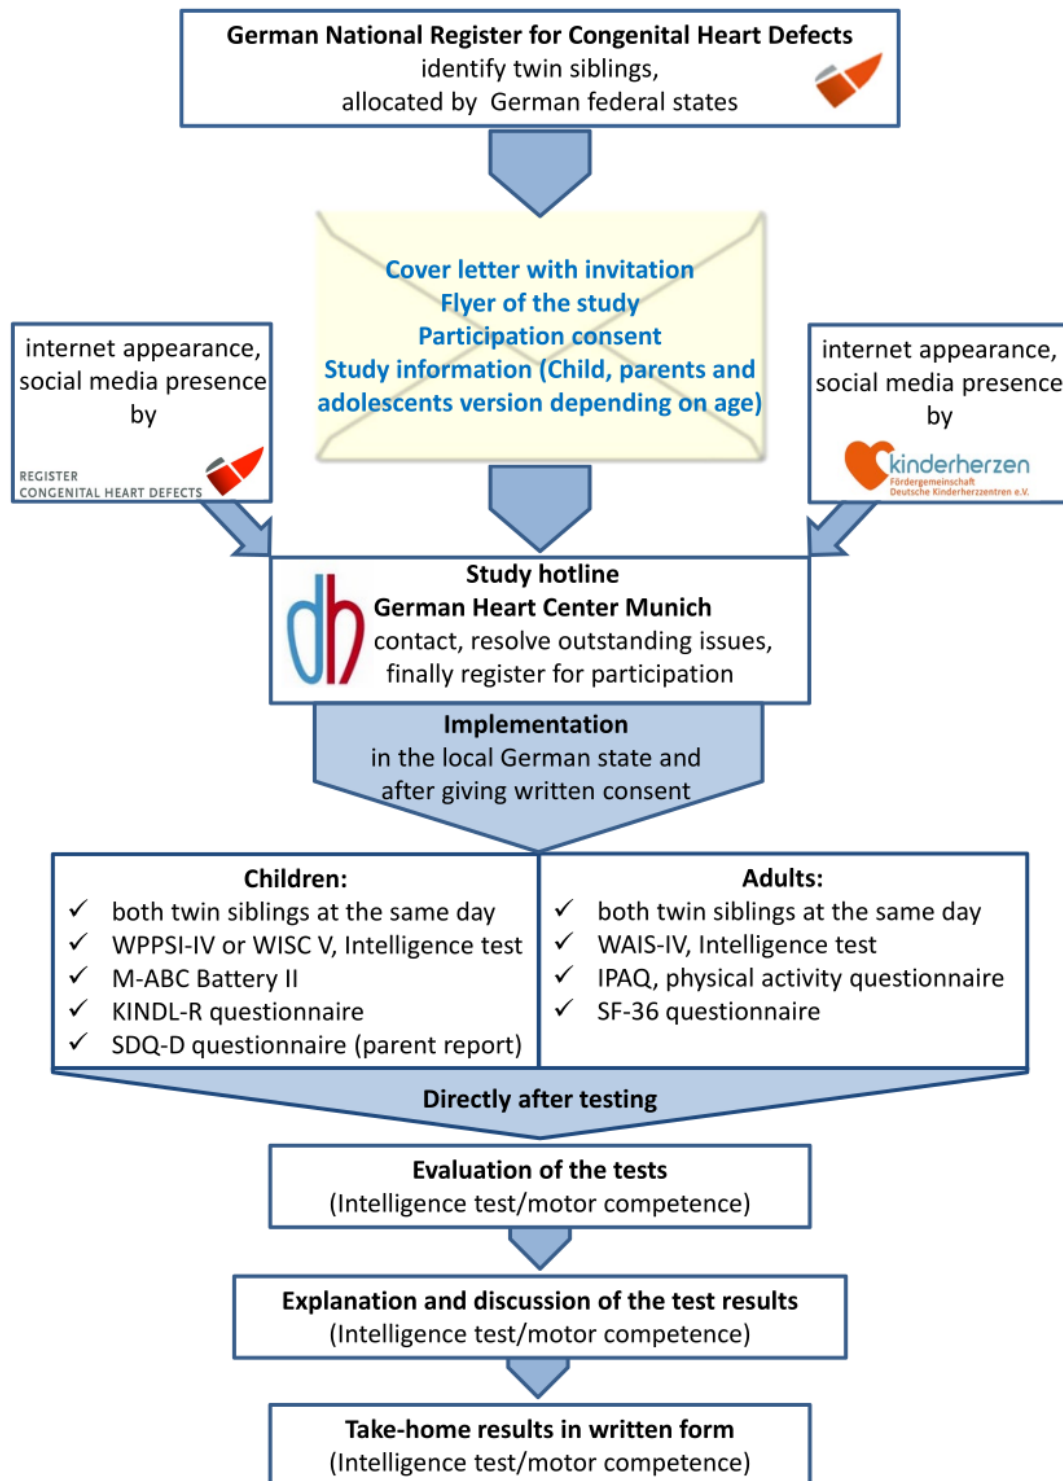 German National Register for Congenital Heart Defects
identify twin siblings,
allocated by German federal states
Cover letter with invitation
Flyer of the study
Participation consent
Study information (Child, parents and
adolescents version depending on age)
internet appearance,
social media presence
by
REGISTER
CONGENITAL HEART DEFECTS
internet appearance,
social media presence
by
kinderherzen
Fördergemeinschaft
Deutsche Kinderherzzentren e.V.
Study hotline
German Heart Center Munich
contact, resolve outstanding issues,
finally register for participation
Implementation
in the local German state and
after giving written consent
Children:
✓ both twin siblings at the same day
✓ WPPSI-IV or WISC V, Intelligence test
✓ M-ABC Battery II
✓ KINDL-R questionnaire
✓ SDQ-D questionnaire (parent report)
Adults:
✓ both twin siblings at the same day
✓ WAIS-IV, Intelligence test
✓ IPAQ, physical activity questionnaire
✓ SF-36 questionnaire
Directly after testing
Evaluation of the tests
(Intelligence test/motor competence)
Explanation and discussion of the test results
(Intelligence test/motor competence)
Take-home results in written form
(Intelligence test/motor competence)